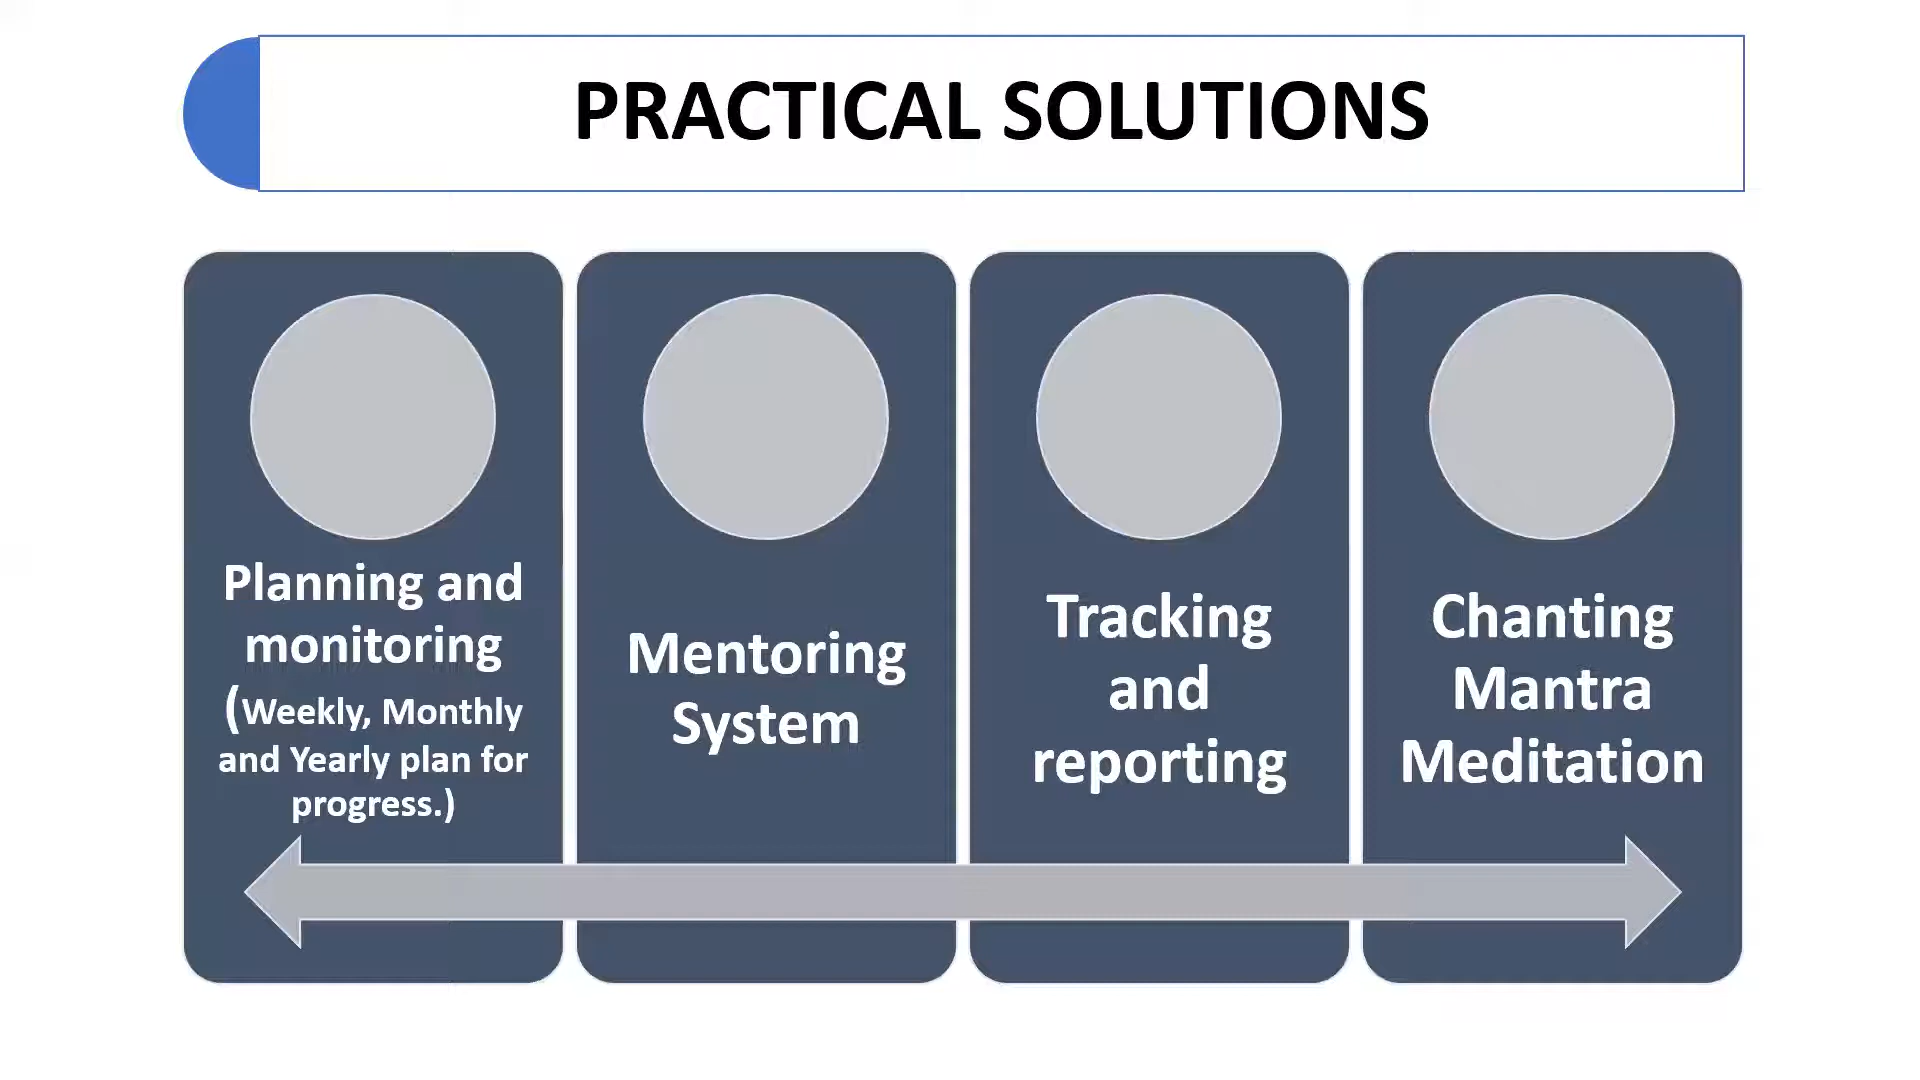 PRACTICAL SOLUTIONS
Planning and
monitoring
(Weekly, Monthly
and Yearly plan for
progress.)
Mentoring
System
Tracking
and
reporting
Chanting
Mantra
Meditation